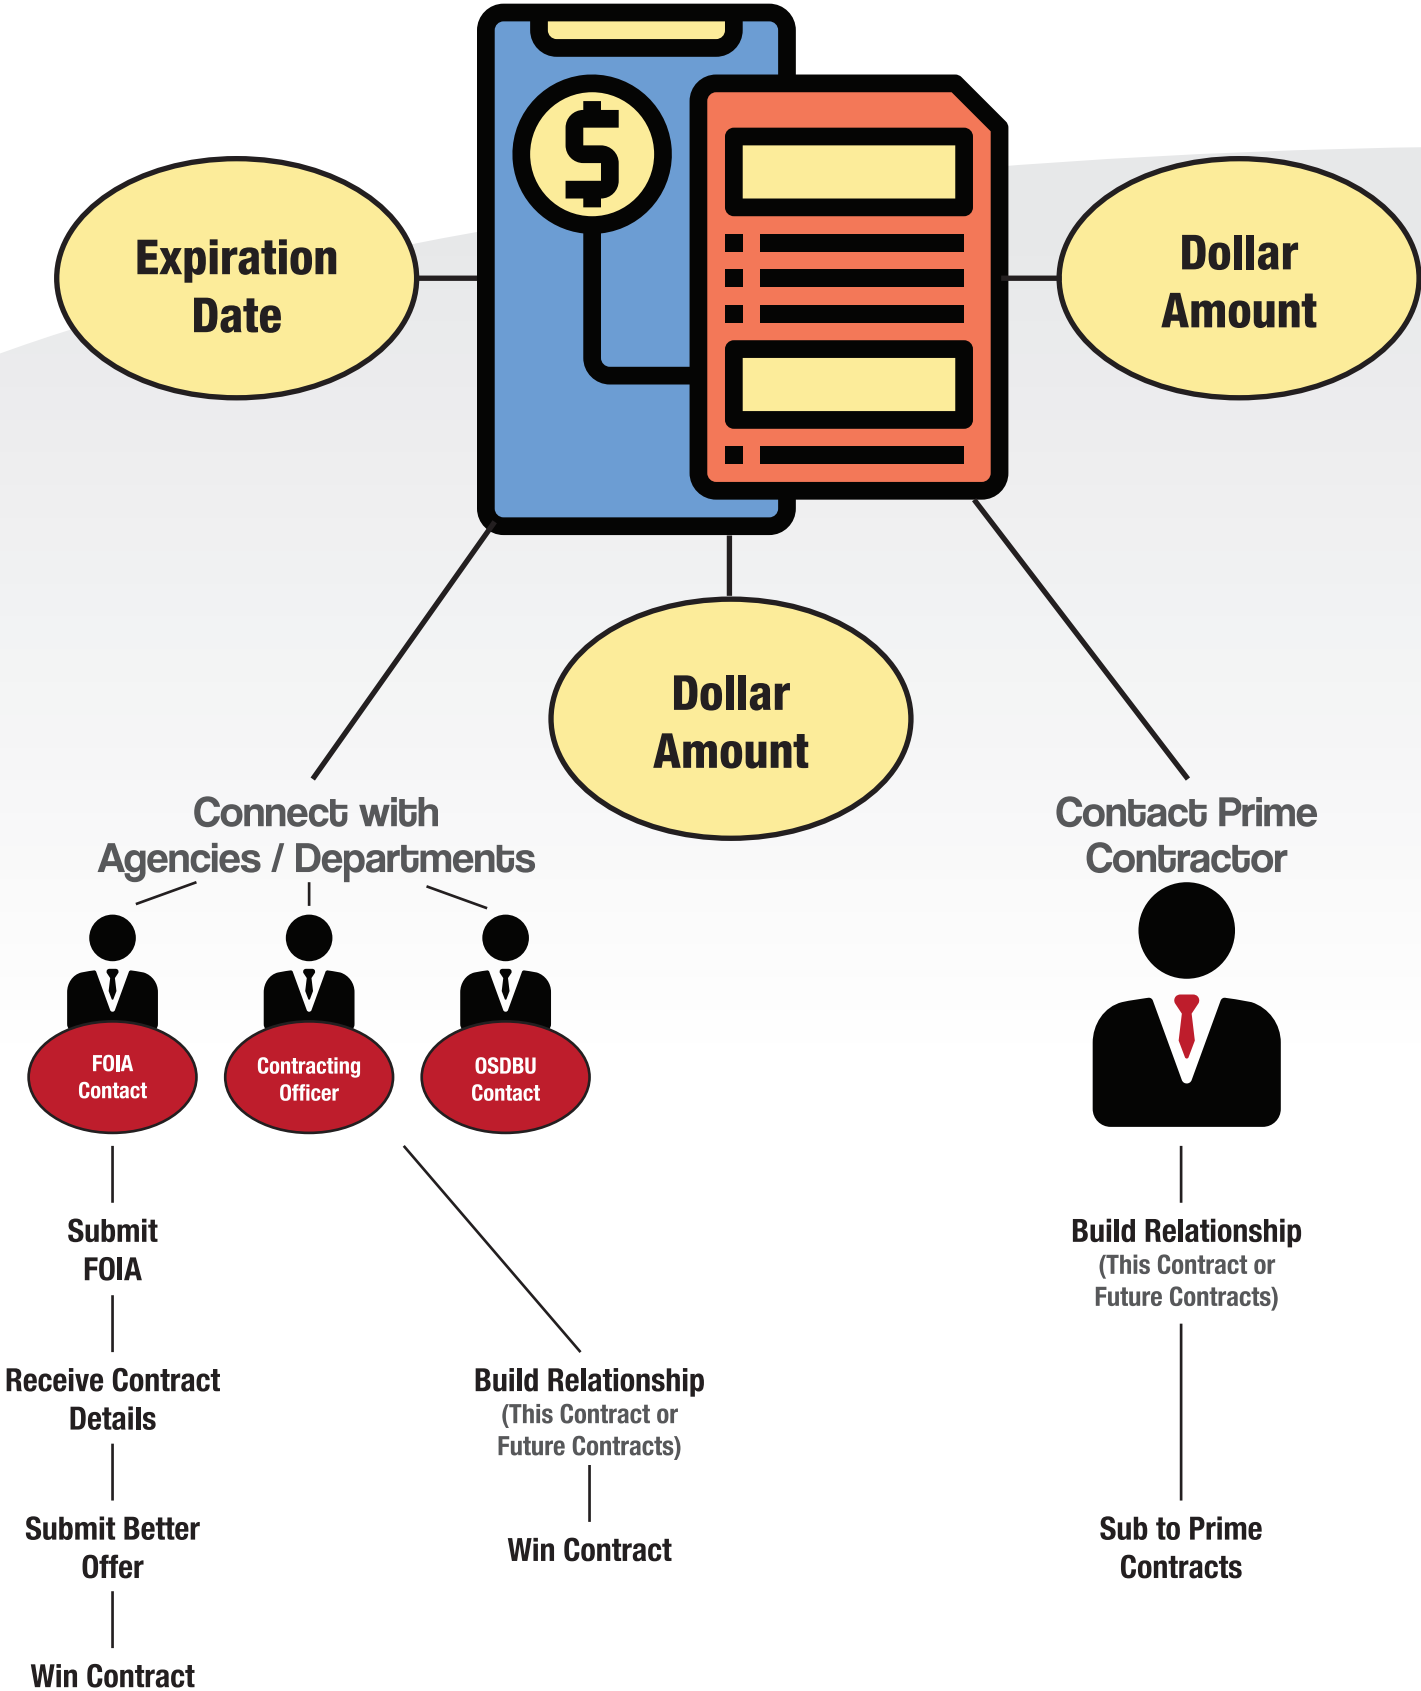 $
Expiration
Date
Dollar
Amount
Dollar
Amount
Connect with
Agencies / Departments
FOIA
Contact
Contracting
Officer
OSDBU
Contact
Submit
FOIA
Receive Contract
Details
Submit Better
Offer
Win Contract
Build Relationship
(This Contract or
Future Contracts)
Win Contract
Contact Prime
Contractor
Build Relationship
(This Contract or
Future Contracts)
Sub to Prime
Contracts